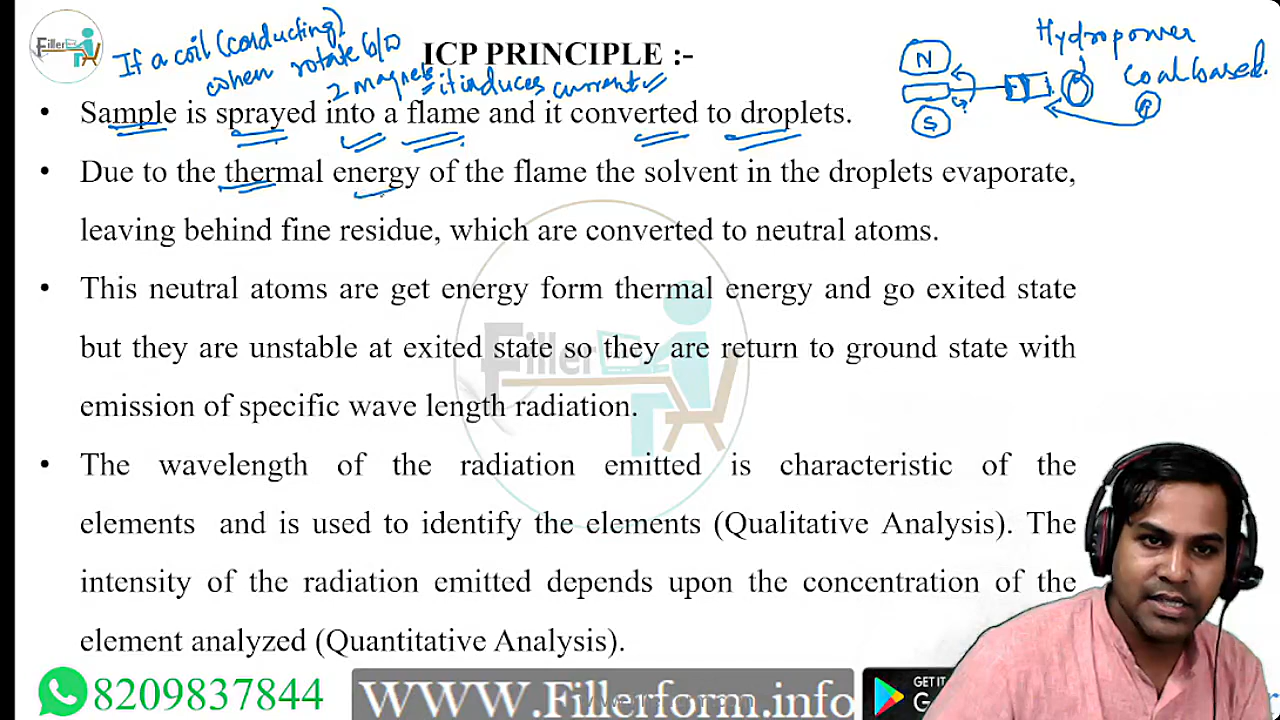 Filler
If a coil (conducting)
when rotate b/w
2 magnets it induces current
ICP PRINCIPLE :-
N
S
Hydropower
coal based.
• Sample is sprayed into a flame and it converted to droplets.
• Due to the thermal energy of the flame the solvent in the droplets evaporate,
leaving behind fine residue, which are converted to neutral atoms.
• This neutral atoms are get energy form thermal energy and go exited state
but they are unstable at exited state so they are return to ground state with
emission of specific wave length radiation.
Filler
• The wavelength of the radiation emitted is characteristic of the
elements and is used to identify the elements (Qualitative Analysis). The
intensity of the radiation emitted depends upon the concentration of the
element analyzed (Quantitative Analysis).
8209837844
WWW.Fillerform.info
GET I
G